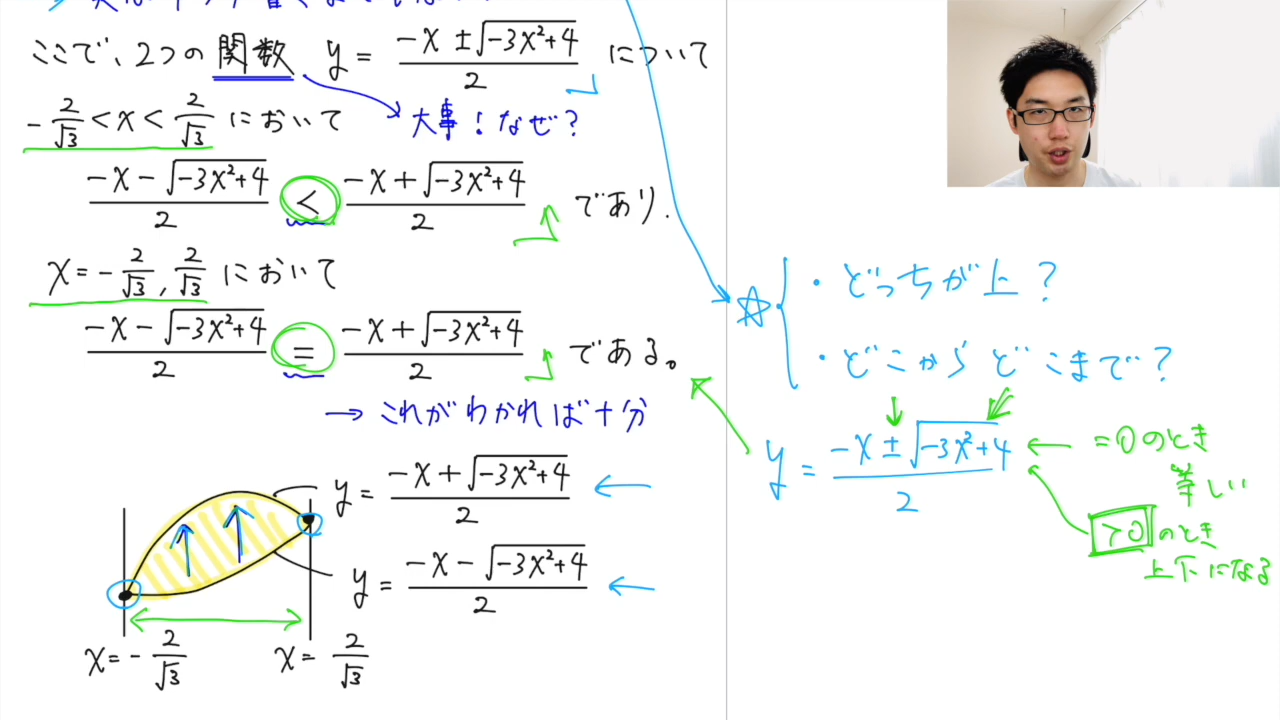 ここで、2つの関数 y = (-x ± √(-3x²+4))/2 について
大事！なぜ？
-2/√3 < x < 2/√3 において
(-x - √(-3x²+4))/2 < (-x + √(-3x²+4))/2 であり.
x = -2/√3, 2/√3 において
(-x - √(-3x²+4))/2 = (-x + √(-3x²+4))/2 である。
→ これがわかれば十分
y = (-x + √(-3x²+4))/2 ←
y = (-x - √(-3x²+4))/2 ←
x = -2/√3
x = 2/√3
☆ ・どっちが上？
・どこからどこまで？
y = (-x ± √(-3x²+4))/2 ← =0のとき
等しい
>0 のとき
上下になる